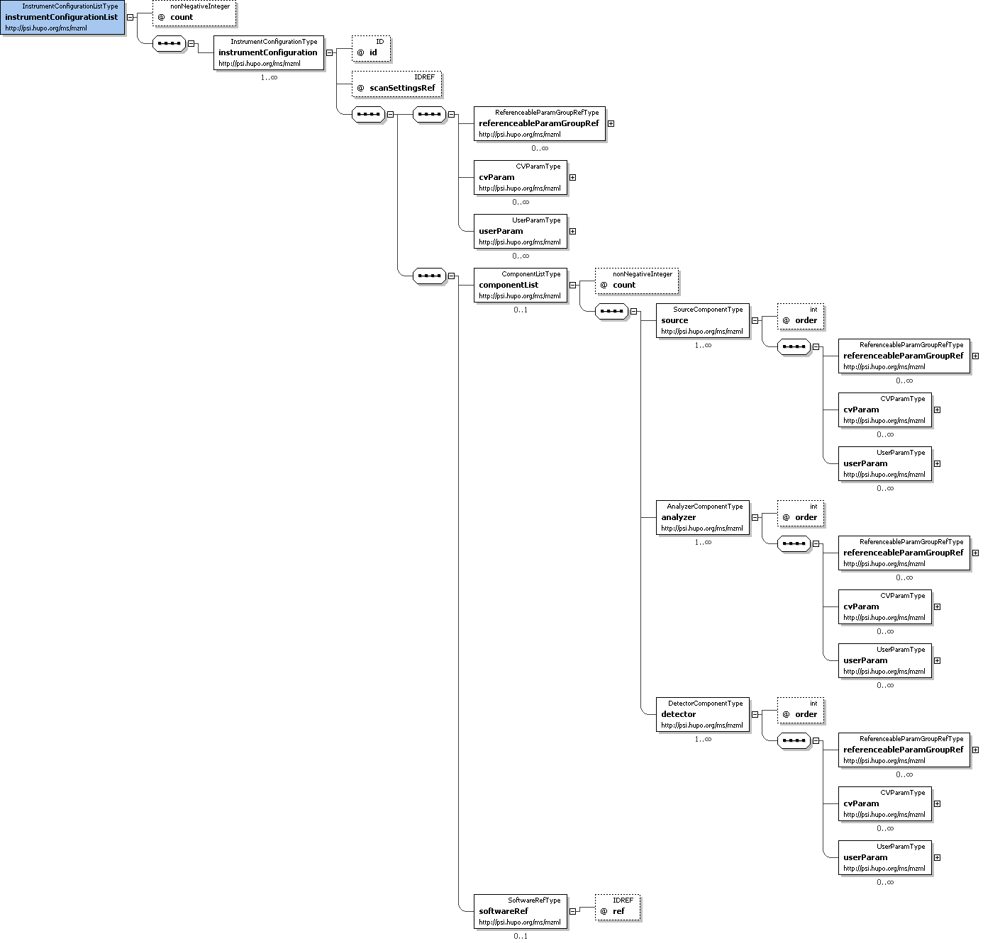 InstrumentConfigurationListType
instrumentConfigurationList
http://psi.hupo.org/ms/mzml
nonNegativeInteger
@ count
InstrumentConfigurationType
instrumentConfiguration
http://psi.hupo.org/ms/mzml
1..∞
ID
@ id
IDREF
@ scanSettingsRef
ReferenceableParamGroupRefType
referenceableParamGroupRef
http://psi.hupo.org/ms/mzml
0..∞
CVParamType
cvParam
http://psi.hupo.org/ms/mzml
0..∞
UserParamType
userParam
http://psi.hupo.org/ms/mzml
0..∞
ComponentListType
componentList
http://psi.hupo.org/ms/mzml
0..1
nonNegativeInteger
@ count
SourceComponentType
source
http://psi.hupo.org/ms/mzml
1..∞
int
@ order
ReferenceableParamGroupRefType
referenceableParamGroupRef
http://psi.hupo.org/ms/mzml
0..∞
CVParamType
cvParam
http://psi.hupo.org/ms/mzml
0..∞
UserParamType
userParam
http://psi.hupo.org/ms/mzml
0..∞
AnalyzerComponentType
analyzer
http://psi.hupo.org/ms/mzml
1..∞
int
@ order
ReferenceableParamGroupRefType
referenceableParamGroupRef
http://psi.hupo.org/ms/mzml
0..∞
CVParamType
cvParam
http://psi.hupo.org/ms/mzml
0..∞
UserParamType
userParam
http://psi.hupo.org/ms/mzml
0..∞
DetectorComponentType
detector
http://psi.hupo.org/ms/mzml
1..∞
int
@ order
ReferenceableParamGroupRefType
referenceableParamGroupRef
http://psi.hupo.org/ms/mzml
0..∞
CVParamType
cvParam
http://psi.hupo.org/ms/mzml
0..∞
UserParamType
userParam
http://psi.hupo.org/ms/mzml
0..∞
SoftwareRefType
softwareRef
http://psi.hupo.org/ms/mzml
0..1
IDREF
@ ref